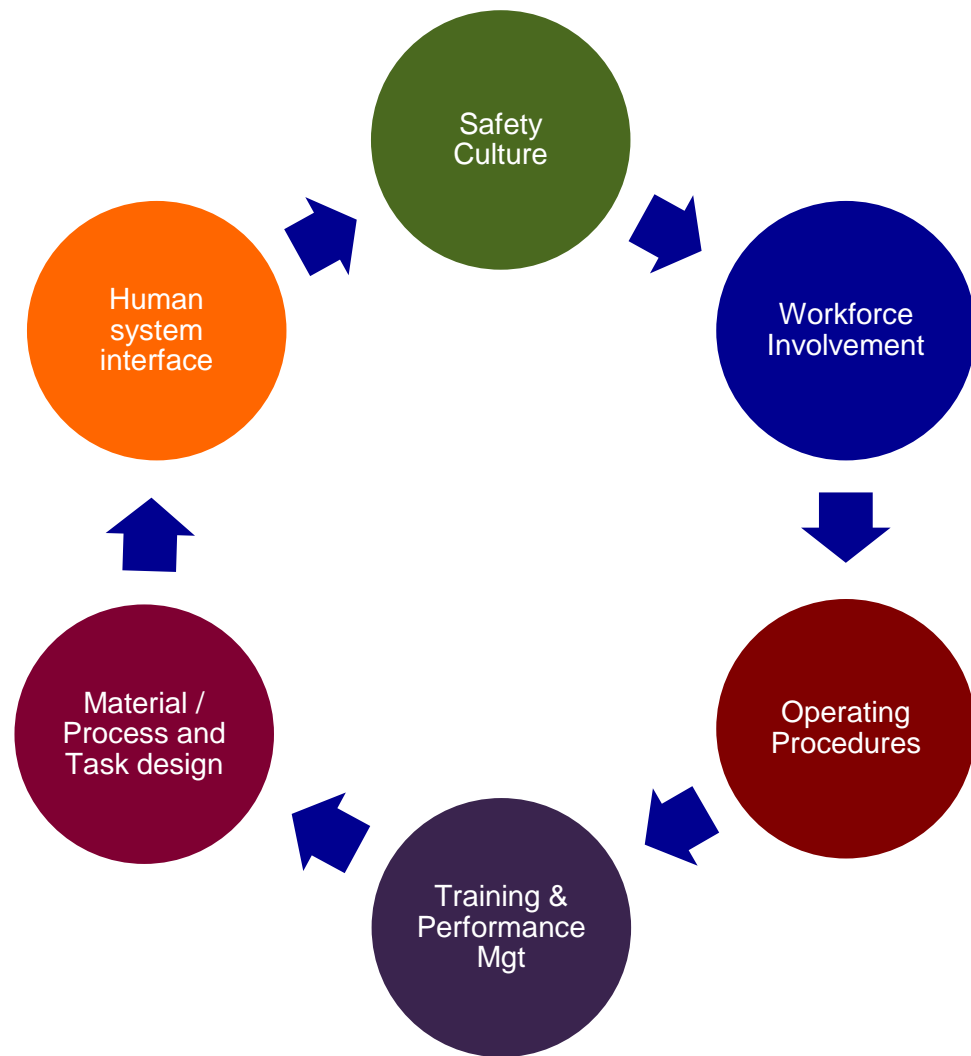 Safety
Culture
Workforce
Involvement
Operating
Procedures
Training &
Performance
Mgt
Material /
Process and
Task design
Human
system
interface